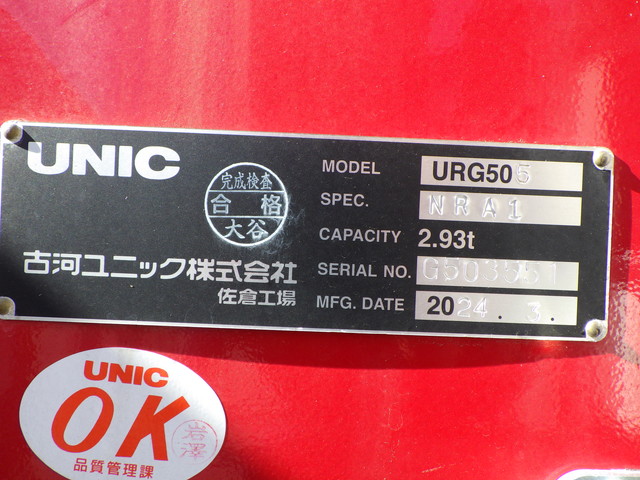 UNIC
完成検査
合格
大谷
古河ユニック株式会社
佐倉工場
MODEL URG505
SPEC. NRA1
CAPACITY 2.93t
SERIAL NO.
MFG. DATE 2024.3.
UNIC
OK
岩澤
品質管理課